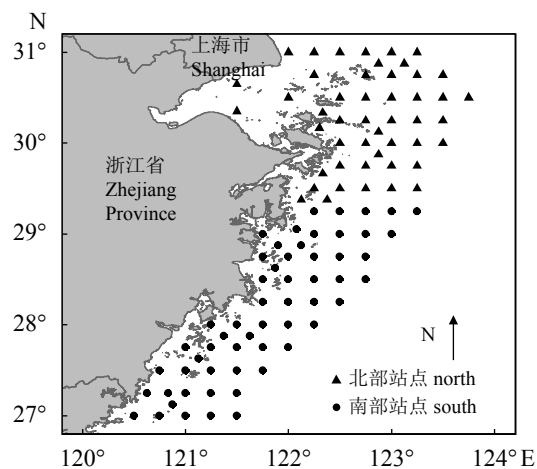 N
31°
30°
29°
28°
27°
上海市
Shanghai
浙江省
Zhejiang
Province
N
▲ 北部站点 north
● 南部站点 south
120° 121° 122° 123° 124° E